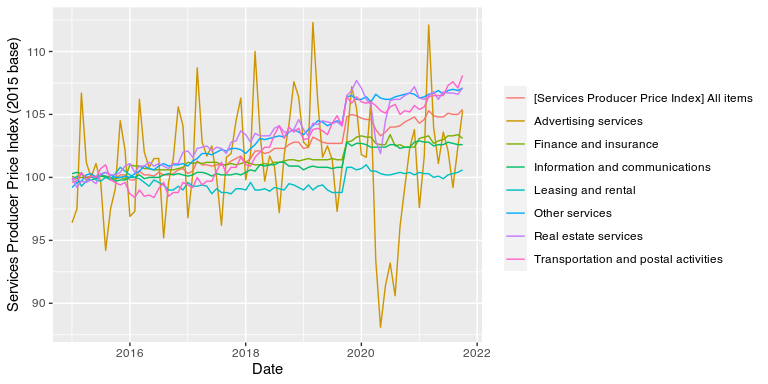 Services Producer Price Index (2015 base)
110
105
100
95
90
2016
2018
2020
2022
Date
[Services Producer Price Index] All items
Advertising services
Finance and insurance
Information and communications
Leasing and rental
Other services
Real estate services
Transportation and postal activities